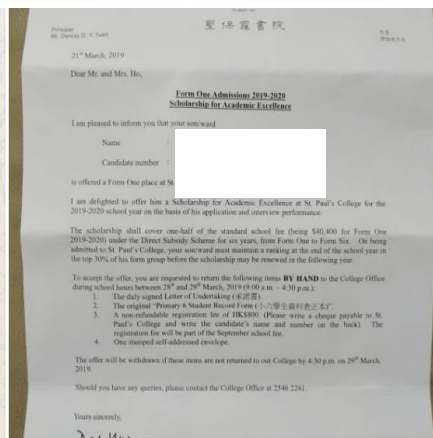 聖保羅書院
Principal
Mr. Dennis D. Y. Yuen
21st March, 2019
Dear Mr. and Mrs. Ho,
Form One Admissions 2019-2020
Scholarship for Academic Excellence
I am pleased to inform you that your son/ward
Name :
Candidate number :
is offered a Form One place at St.
I am delighted to offer him a Scholarship for Academic Excellence at St. Paul's College for the
2019-2020 school year on the basis of his application and interview performance.
The scholarship shall cover one-half of the standard school fee (being $40,400 for Form One
2019-2020) under the Direct Subsidy Scheme for six years, from Form One to Form Six. On being
admitted to St. Paul's College, your son/ward must maintain a ranking at the end of the school year in
the top 30% of his form group before the scholarship may be renewed in the following year.
To accept the offer, you are requested to return the following items BY HAND to the College Office
during school hours between 28th and 29th March, 2019 (9:00 a.m. – 4:30 p.m.):
1. The duly signed Letter of Undertaking (承諾書).
2. The original "Primary 6 Student Record Form (小六學生資料表正本)".
3. A non-refundable registration fee of HK$800. (Please write a cheque payable to St.
Paul's College and write the candidate's name and number on the back). The
registration fee will be part of the September school fee.
4. One stamped self-addressed envelope.
The offer will be withdrawn if these items are not returned to our College by 4:30 p.m. on 29th March,
2019.
Should you have any queries, please contact the College Office at 2546 2241.
Yours sincerely,